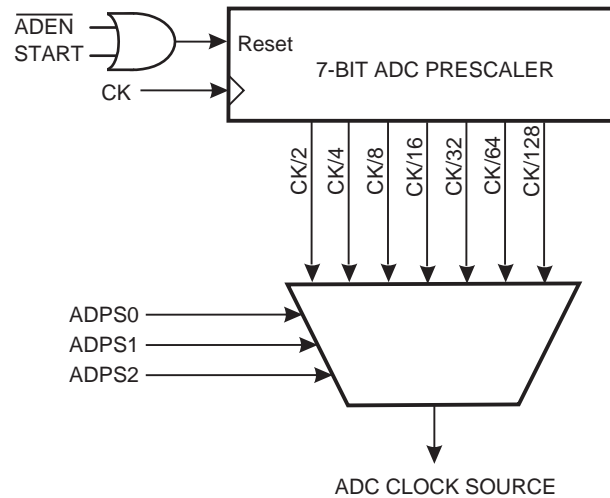 ADEN
START
Reset
7-BIT ADC PRESCALER
CK
CK/2
CK/4
CK/8
CK/16
CK/32
CK/64
CK/128
ADPS0
ADPS1
ADPS2
ADC CLOCK SOURCE